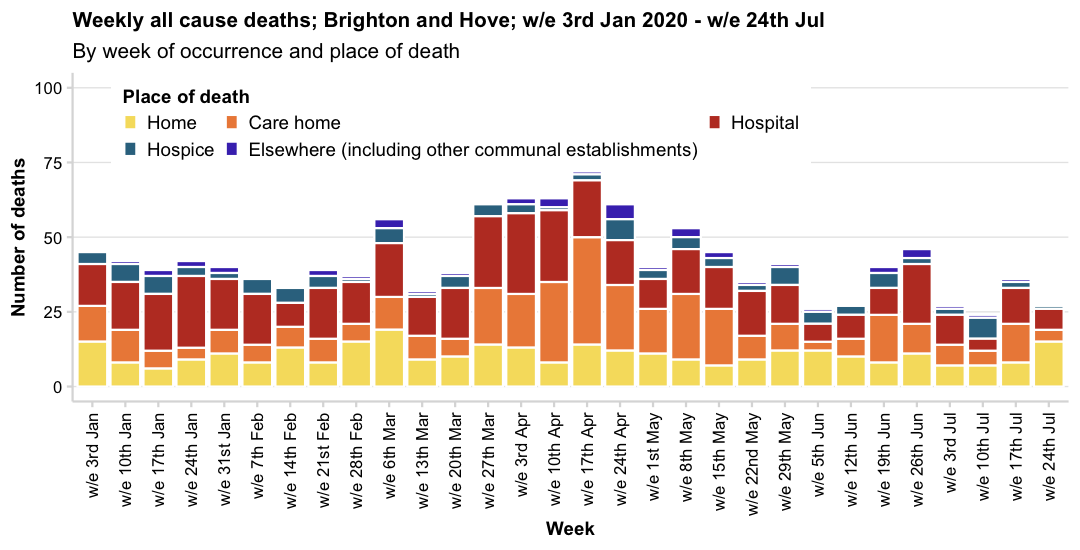 Weekly all cause deaths; Brighton and Hove; w/e 3rd Jan 2020 - w/e 24th Jul
By week of occurrence and place of death
Place of death
Home
Care home
Hospital
Hospice
Elsewhere (including other communal establishments)
Number of deaths
100
75
50
25
0
w/e 3rd Jan
w/e 10th Jan
w/e 17th Jan
w/e 24th Jan
w/e 31st Jan
w/e 7th Feb
w/e 14th Feb
w/e 21st Feb
w/e 28th Feb
w/e 6th Mar
w/e 13th Mar
w/e 20th Mar
w/e 27th Mar
w/e 3rd Apr
w/e 10th Apr
w/e 17th Apr
w/e 24th Apr
w/e 1st May
w/e 8th May
w/e 15th May
w/e 22nd May
w/e 29th May
w/e 5th Jun
w/e 12th Jun
w/e 19th Jun
w/e 26th Jun
w/e 3rd Jul
w/e 10th Jul
w/e 17th Jul
w/e 24th Jul
Week